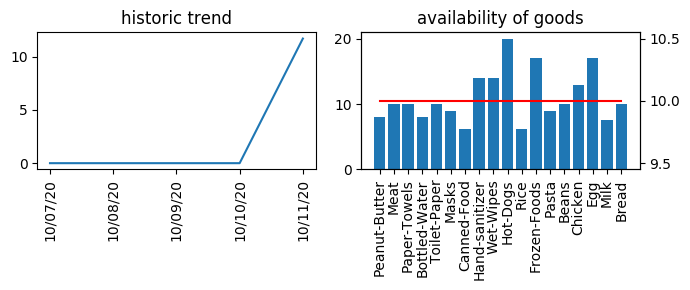 historic trend
10
5
0
10/07/20
10/08/20
10/09/20
10/10/20
10/11/20
availability of goods
20
10
0
10.5
10.0
9.5
Peanut-Butter
Meat
Paper-Towels
Bottled-Water
Toilet-Paper
Masks
Canned-Food
Hand-sanitizer
Wet-Wipes
Hot-Dogs
Rice
Frozen-Foods
Pasta
Beans
Chicken
Egg
Milk
Bread